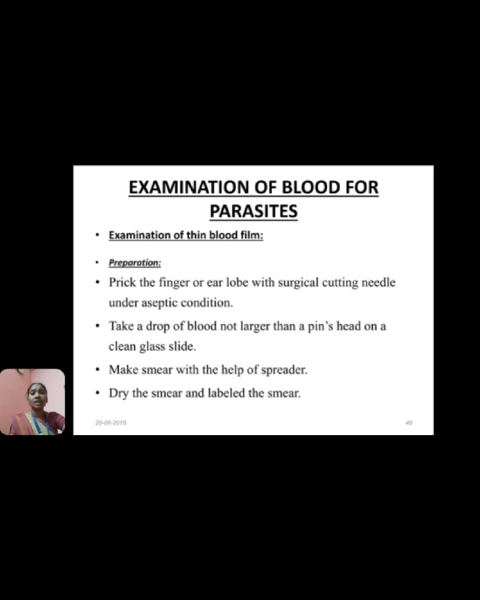 EXAMINATION OF BLOOD FOR
PARASITES
• Examination of thin blood film:
• Preparation:
• Prick the finger or ear lobe with surgical cutting needle
under aseptic condition.
• Take a drop of blood not larger than a pin's head on a
clean glass slide.
• Make smear with the help of spreader.
• Dry the smear and labeled the smear.
20-06-2015 40